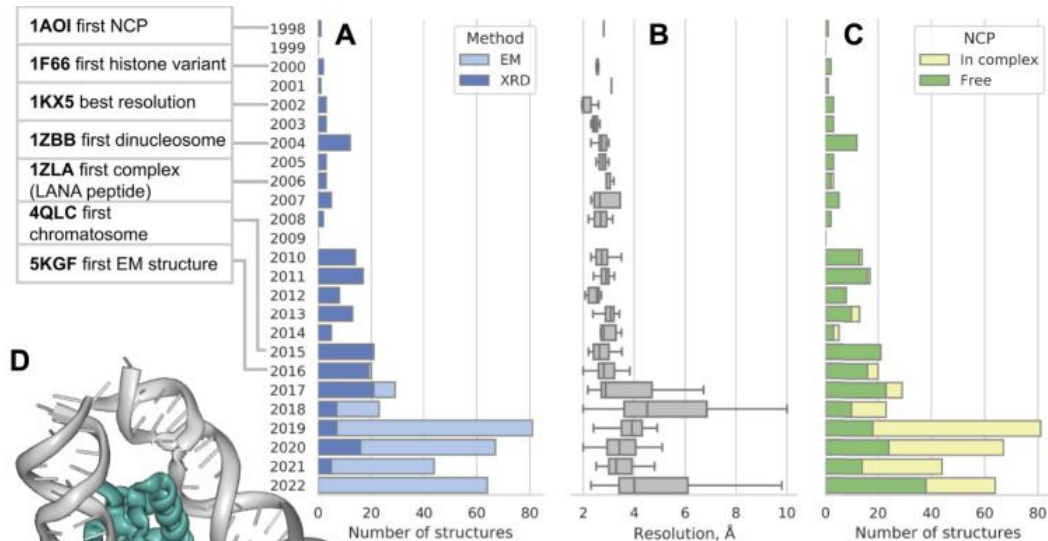 1AOI first NCP
1F66 first histone variant
1KX5 best resolution
1ZBB first dinucleosome
1ZLA first complex
(LANA peptide)
4QLC first
chromatosome
5KGF first EM structure
A
Method
EM
XRD
1998
1999
2000
2001
2002
2003
2004
2005
2006
2007
2008
2009
2010
2011
2012
2013
2014
2015
2016
2017
2018
2019
2020
2021
2022
0 20 40 60 80
Number of structures
B
2 4 6 8 10
Resolution, Å
C
NCP
In complex
Free
0 20 40 60 80
Number of structures
D